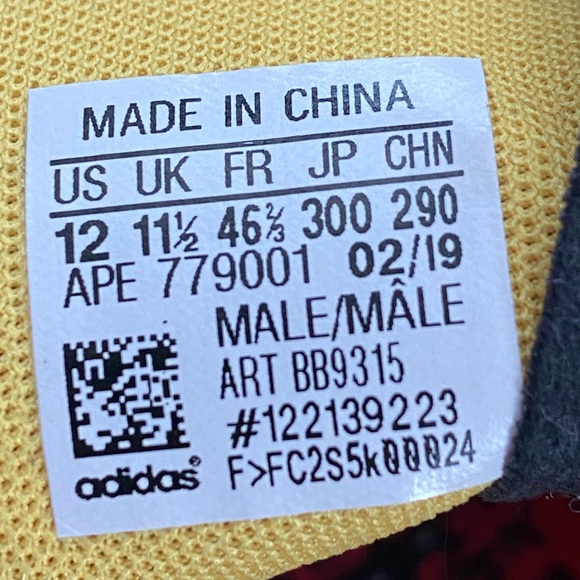 MADE IN CHINA
US UK FR JP CHN
12 11½ 46⅔ 300 290
APE 779001 02/19
MALE/MÂLE
ART BB9315
#122139223
F>FC2S5k00024
adidas®